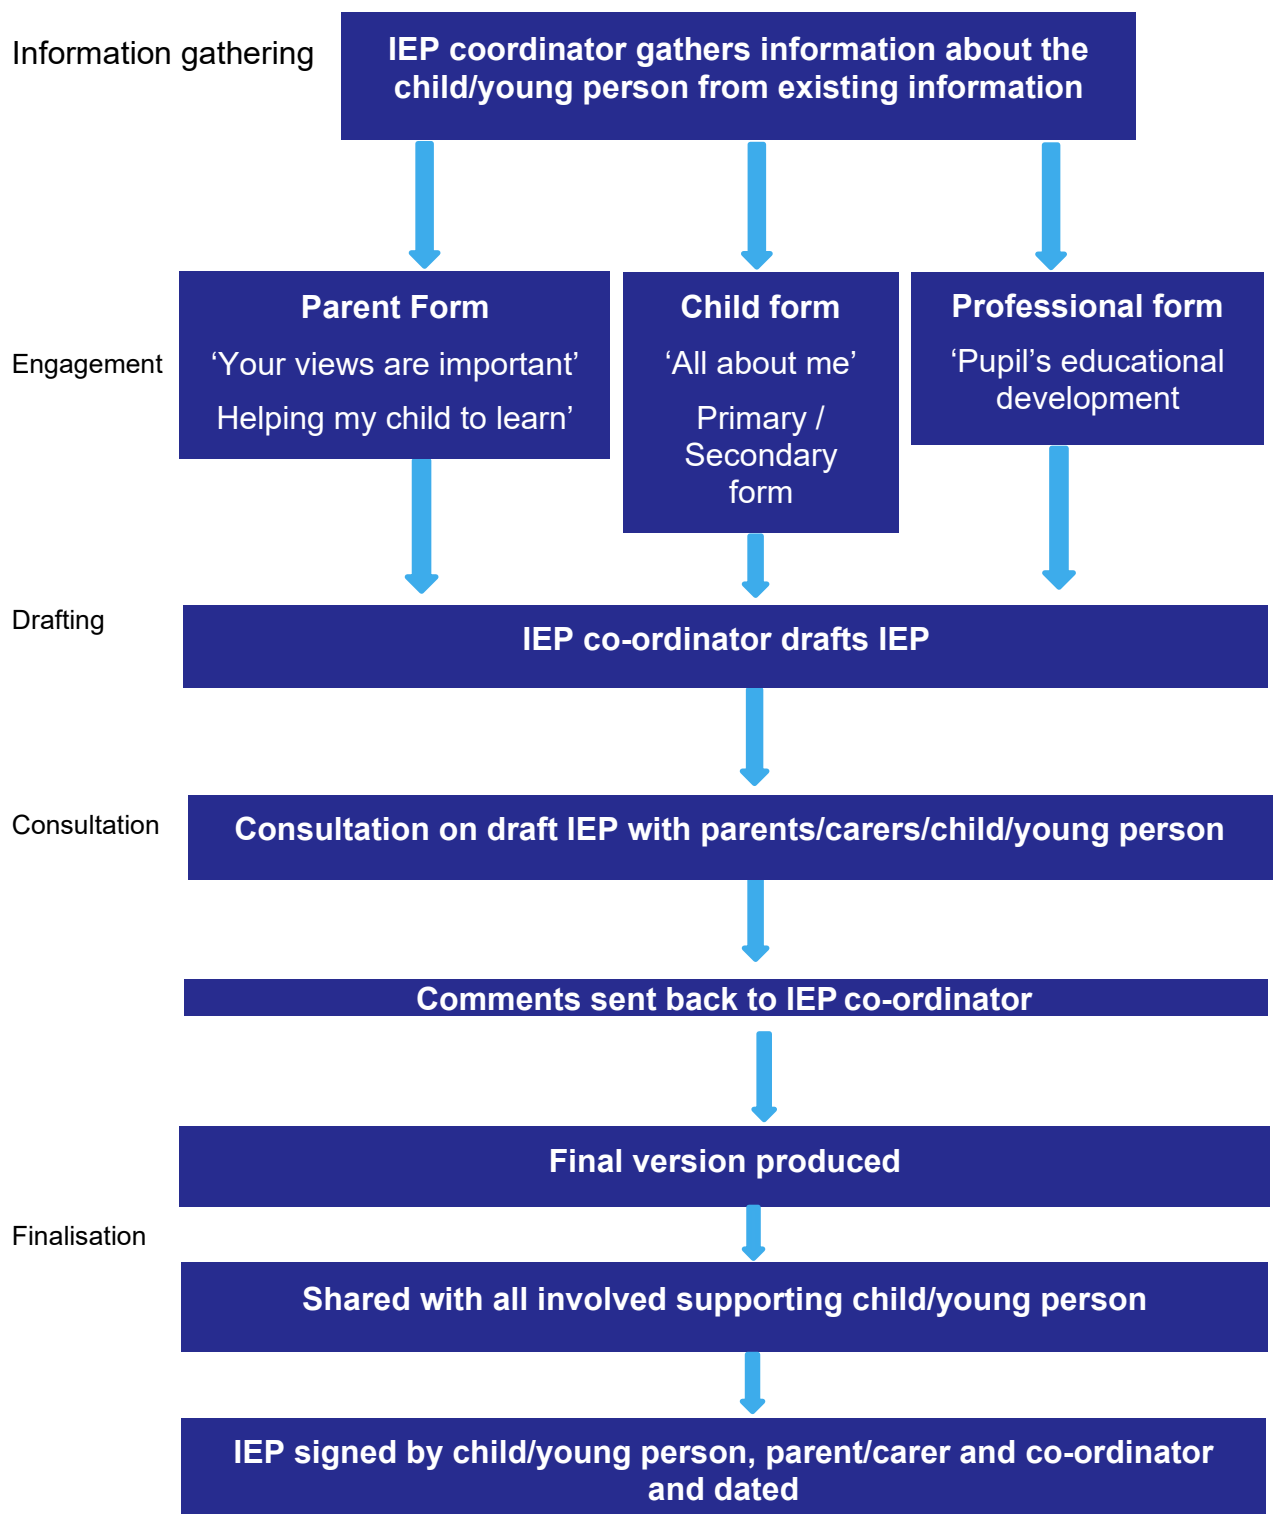 Information gathering
IEP coordinator gathers information about the
child/young person from existing information
Engagement
Parent Form
‘Your views are important’
Helping my child to learn’
Child form
‘All about me’
Primary /
Secondary
form
Professional form
‘Pupil’s educational
development
Drafting
IEP co-ordinator drafts IEP
Consultation
Consultation on draft IEP with parents/carers/child/young person
Comments sent back to IEP co-ordinator
Final version produced
Finalisation
Shared with all involved supporting child/young person
IEP signed by child/young person, parent/carer and co-ordinator
and dated